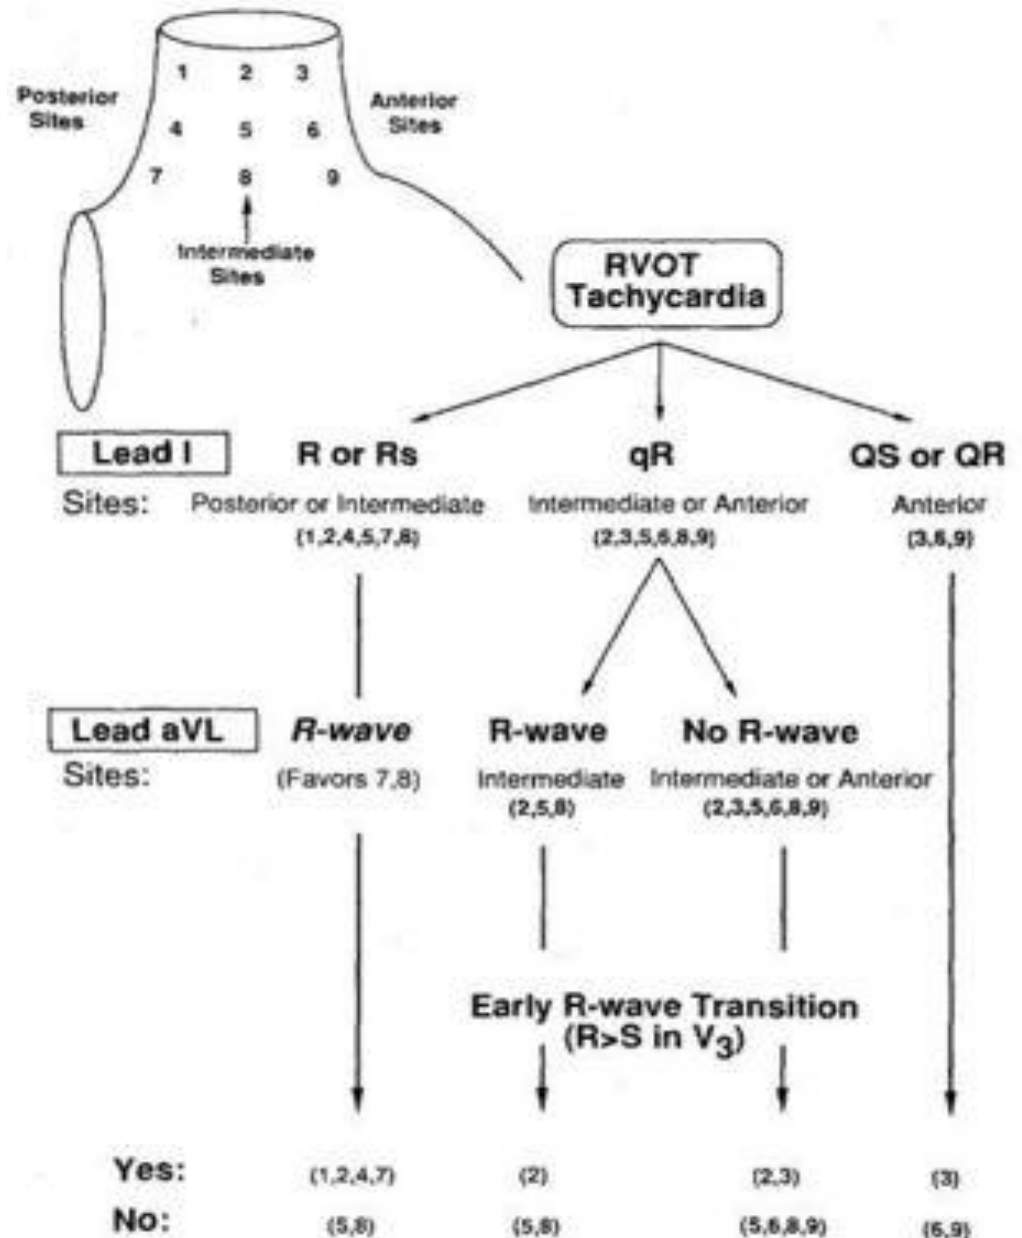 1 2 3
Posterior
Sites
Anterior
Sites
4 5 6
7 8 9
Intermediate
Sites
RVOT
Tachycardia
Lead I R or Rs qR QS or QR
Sites: Posterior or Intermediate Intermediate or Anterior Anterior
(1,2,4,5,7,8) (2,3,5,6,8,9) (3,6,9)
Lead aVL R-wave R-wave No R-wave
Sites: (Favors 7,8) Intermediate Intermediate or Anterior
(2,5,8) (2,3,5,6,8,9)
Early R-wave Transition
(R>S in V3)
Yes: (1,2,4,7) (2) (2,3) (3)
No: (5,8) (5,8) (5,6,8,9) (6,9)